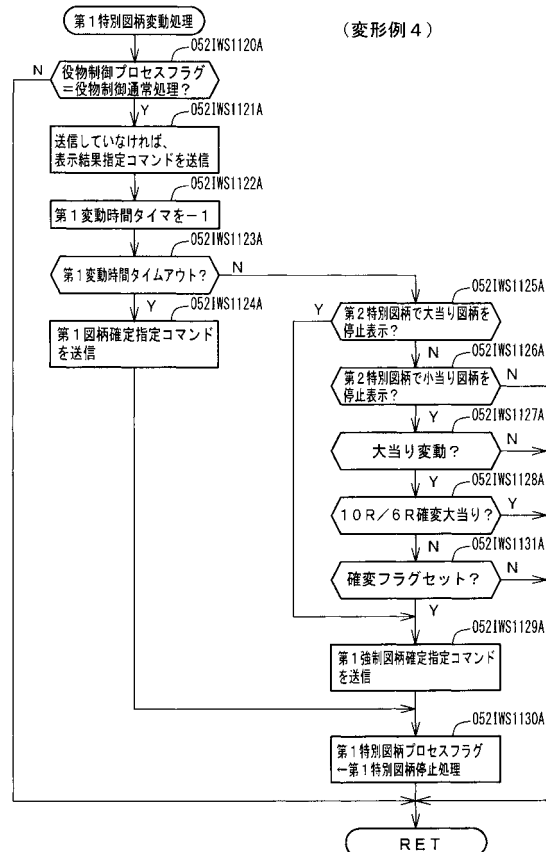 第1特別図柄変動処理
(変形例4)
052IWS1120A
役物制御プロセスフラグ
=役物制御通常処理?
N
Y
052IWS1121A
送信していなければ、
表示結果指定コマンドを送信
052IWS1122A
第1変動時間タイマを-1
052IWS1123A
第1変動時間タイムアウト?
N
Y
052IWS1124A
第1図柄確定指定コマンド
を送信
052IWS1125A
第2特別図柄で大当り図柄を
停止表示?
Y
N
052IWS1126A
第2特別図柄で小当り図柄を
停止表示?
N
Y
052IWS1127A
大当り変動?
N
Y
052IWS1128A
10R/6R確変大当り?
Y
N
052IWS1131A
確変フラグセット?
N
Y
052IWS1129A
第1強制図柄確定指定コマンド
を送信
052IWS1130A
第1特別図柄プロセスフラグ
←第1特別図柄停止処理
RET